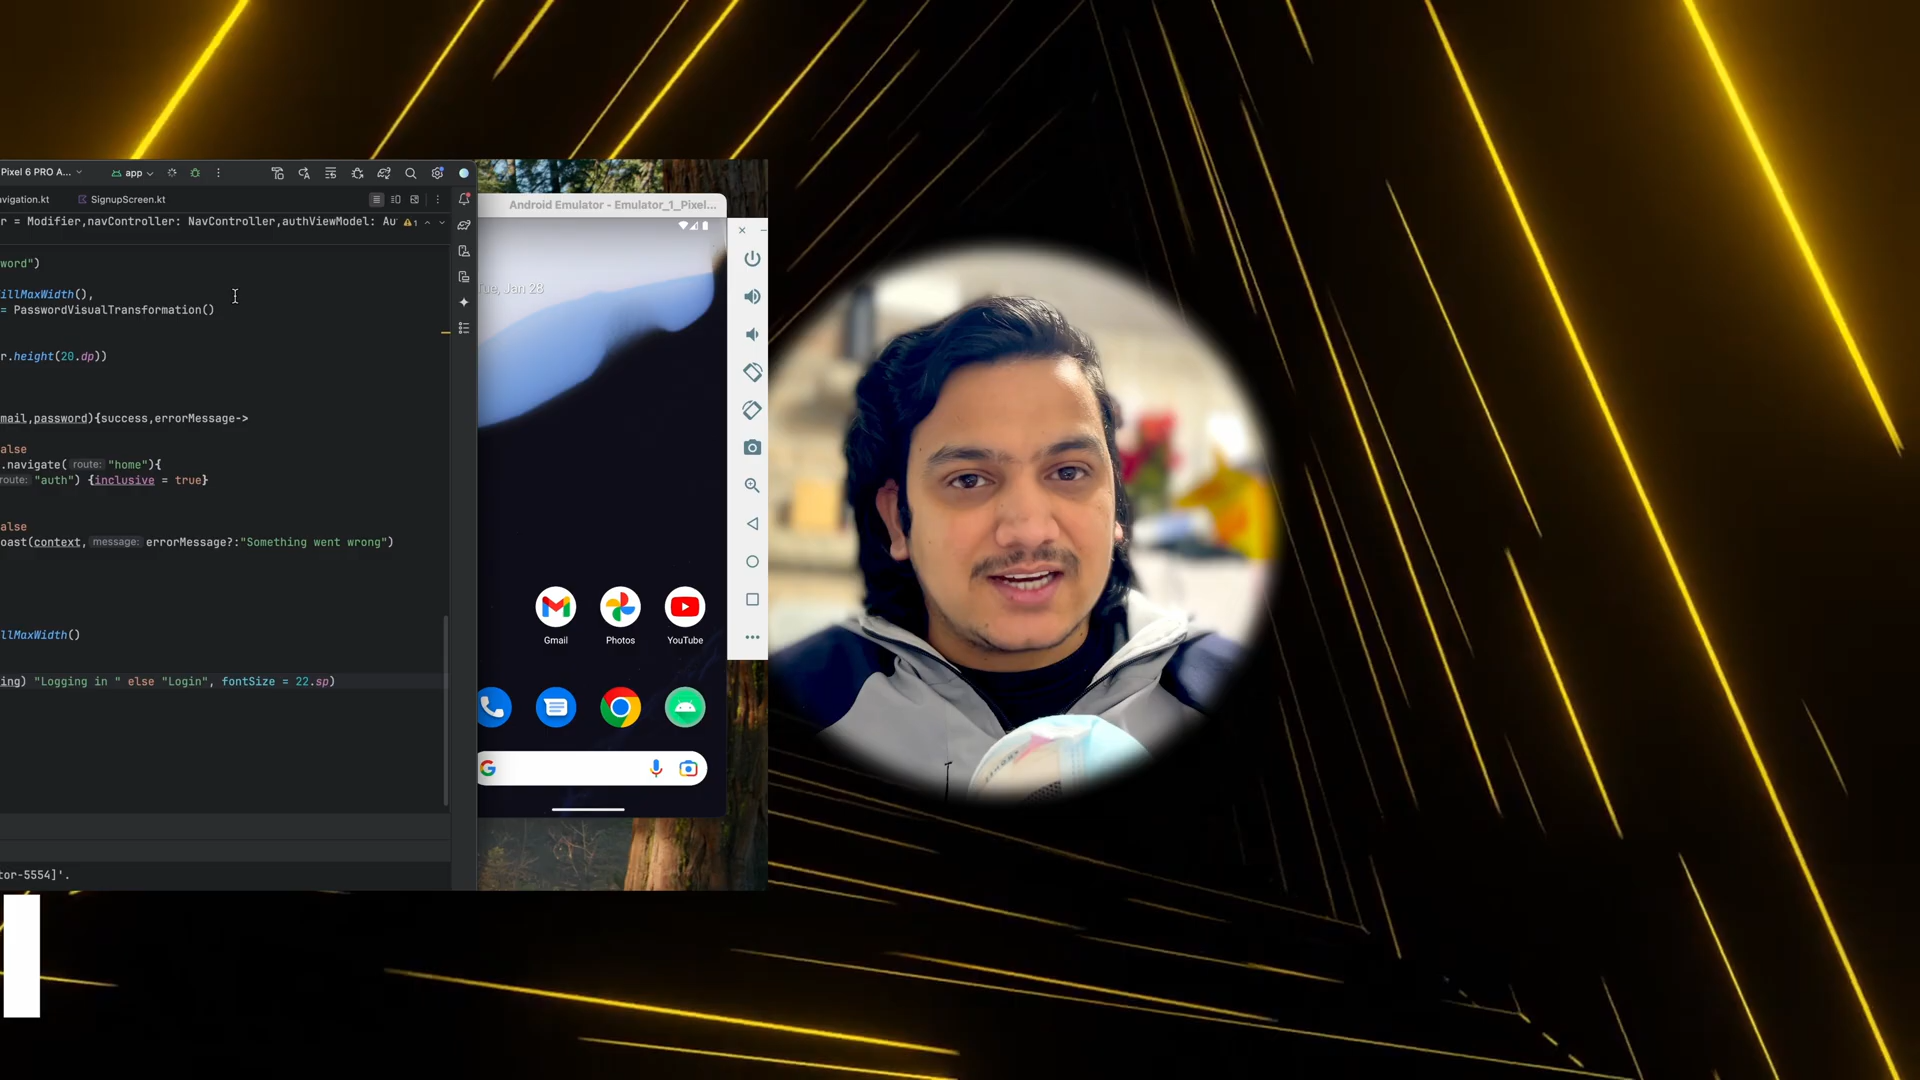 Pixel 6 PRO A...
app
avigation.kt
SignupScreen.kt
r = Modifier,navController: NavController,authViewModel: Au
1
word")
illMaxWidth(),
= PasswordVisualTransformation()
r.height(20.dp))
mail,password){success,errorMessage->
alse
.navigate( route: "home"){
route: "auth") {inclusive = true}
alse
oast(context, message: errorMessage?:"Something went wrong")
llMaxWidth()
ing) "Logging in " else "Login", fontSize = 22.sp)
tor-5554]'.
Android Emulator - Emulator_1_Pixel...
Tue, Jan 28
Gmail
Photos
YouTube